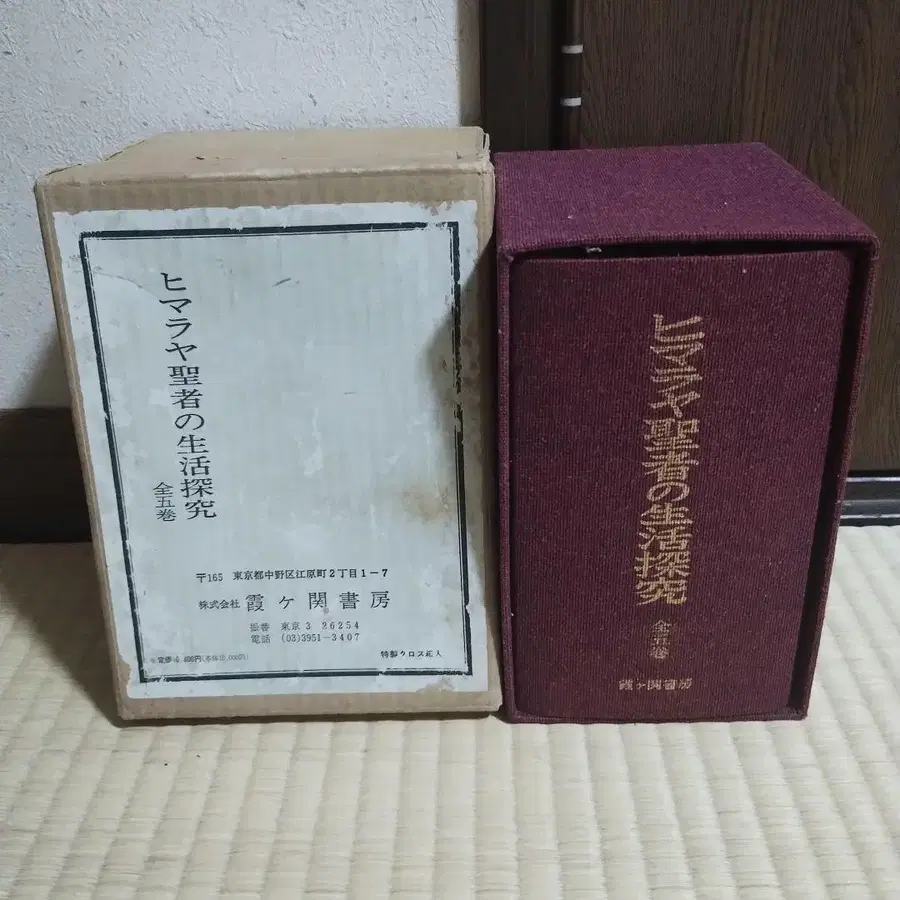 ヒマラヤ聖者の生活探究
全五巻
〒165 東京都中野区江原町2丁目1-7
株式会社 霞ケ関書房
振替 東京 3 26254
電話 (03)3951-3407
特製クロス函入
ヒマラヤ聖者の生活探究
全五巻
霞ヶ関書房